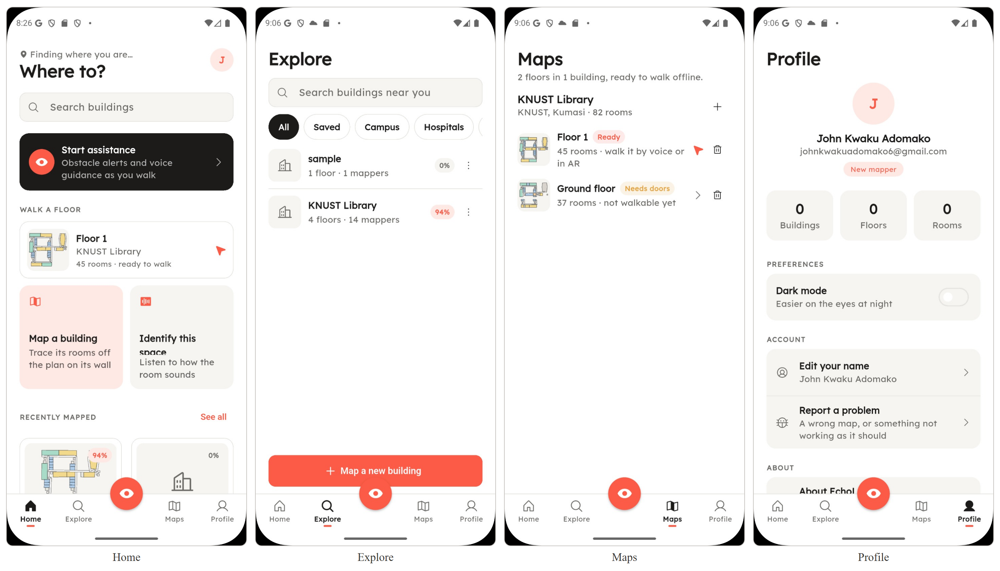 8:26
Finding where you are...
Where to?
J
Search buildings
Start assistance
Obstacle alerts and voice
guidance as you walk
WALK A FLOOR
Floor 1
KNUST Library
45 rooms · ready to walk
Map a building
Trace its rooms off
the plan on its wall
Identify this
space
Listen to how the
room sounds
RECENTLY MAPPED
See all
94%
0%
Home
Explore
Maps
Profile
Home
9:06
Explore
Search buildings near you
All
Saved
Campus
Hospitals
sample
1 floor · 1 mappers
0%
KNUST Library
4 floors · 14 mappers
94%
+ Map a new building
Home
Explore
Maps
Profile
Explore
9:06
Maps
2 floors in 1 building, ready to walk offline.
KNUST Library
KNUST, Kumasi · 82 rooms
Floor 1
Ready
45 rooms · walk it by voice or
in AR
Ground floor
Needs doors
37 rooms · not walkable yet
Home
Explore
Maps
Profile
Maps
9:06
Profile
J
John Kwaku Adomako
johnkwakuadomako6@gmail.com
New mapper
0
Buildings
0
Floors
0
Rooms
PREFERENCES
Dark mode
Easier on the eyes at night
ACCOUNT
Edit your name
John Kwaku Adomako
Report a problem
A wrong map, or something not
working as it should
ABOUT
About Echol
Home
Explore
Maps
Profile
Profile